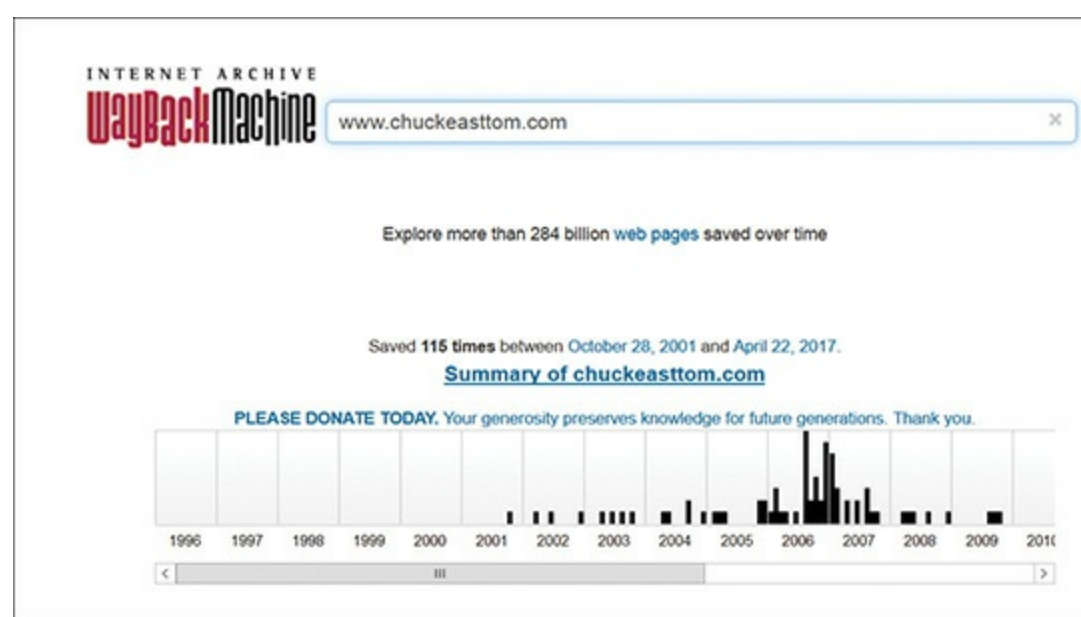 INTERNET ARCHIVE
WayBackMachine
www.chuckeasttom.com ×
Explore more than 284 billion web pages saved over time
Saved 115 times between October 28, 2001 and April 22, 2017.
Summary of chuckeasttom.com
PLEASE DONATE TODAY. Your generosity preserves knowledge for future generations. Thank you.
1996 1997 1998 1999 2000 2001 2002 2003 2004 2005 2006 2007 2008 2009 2010